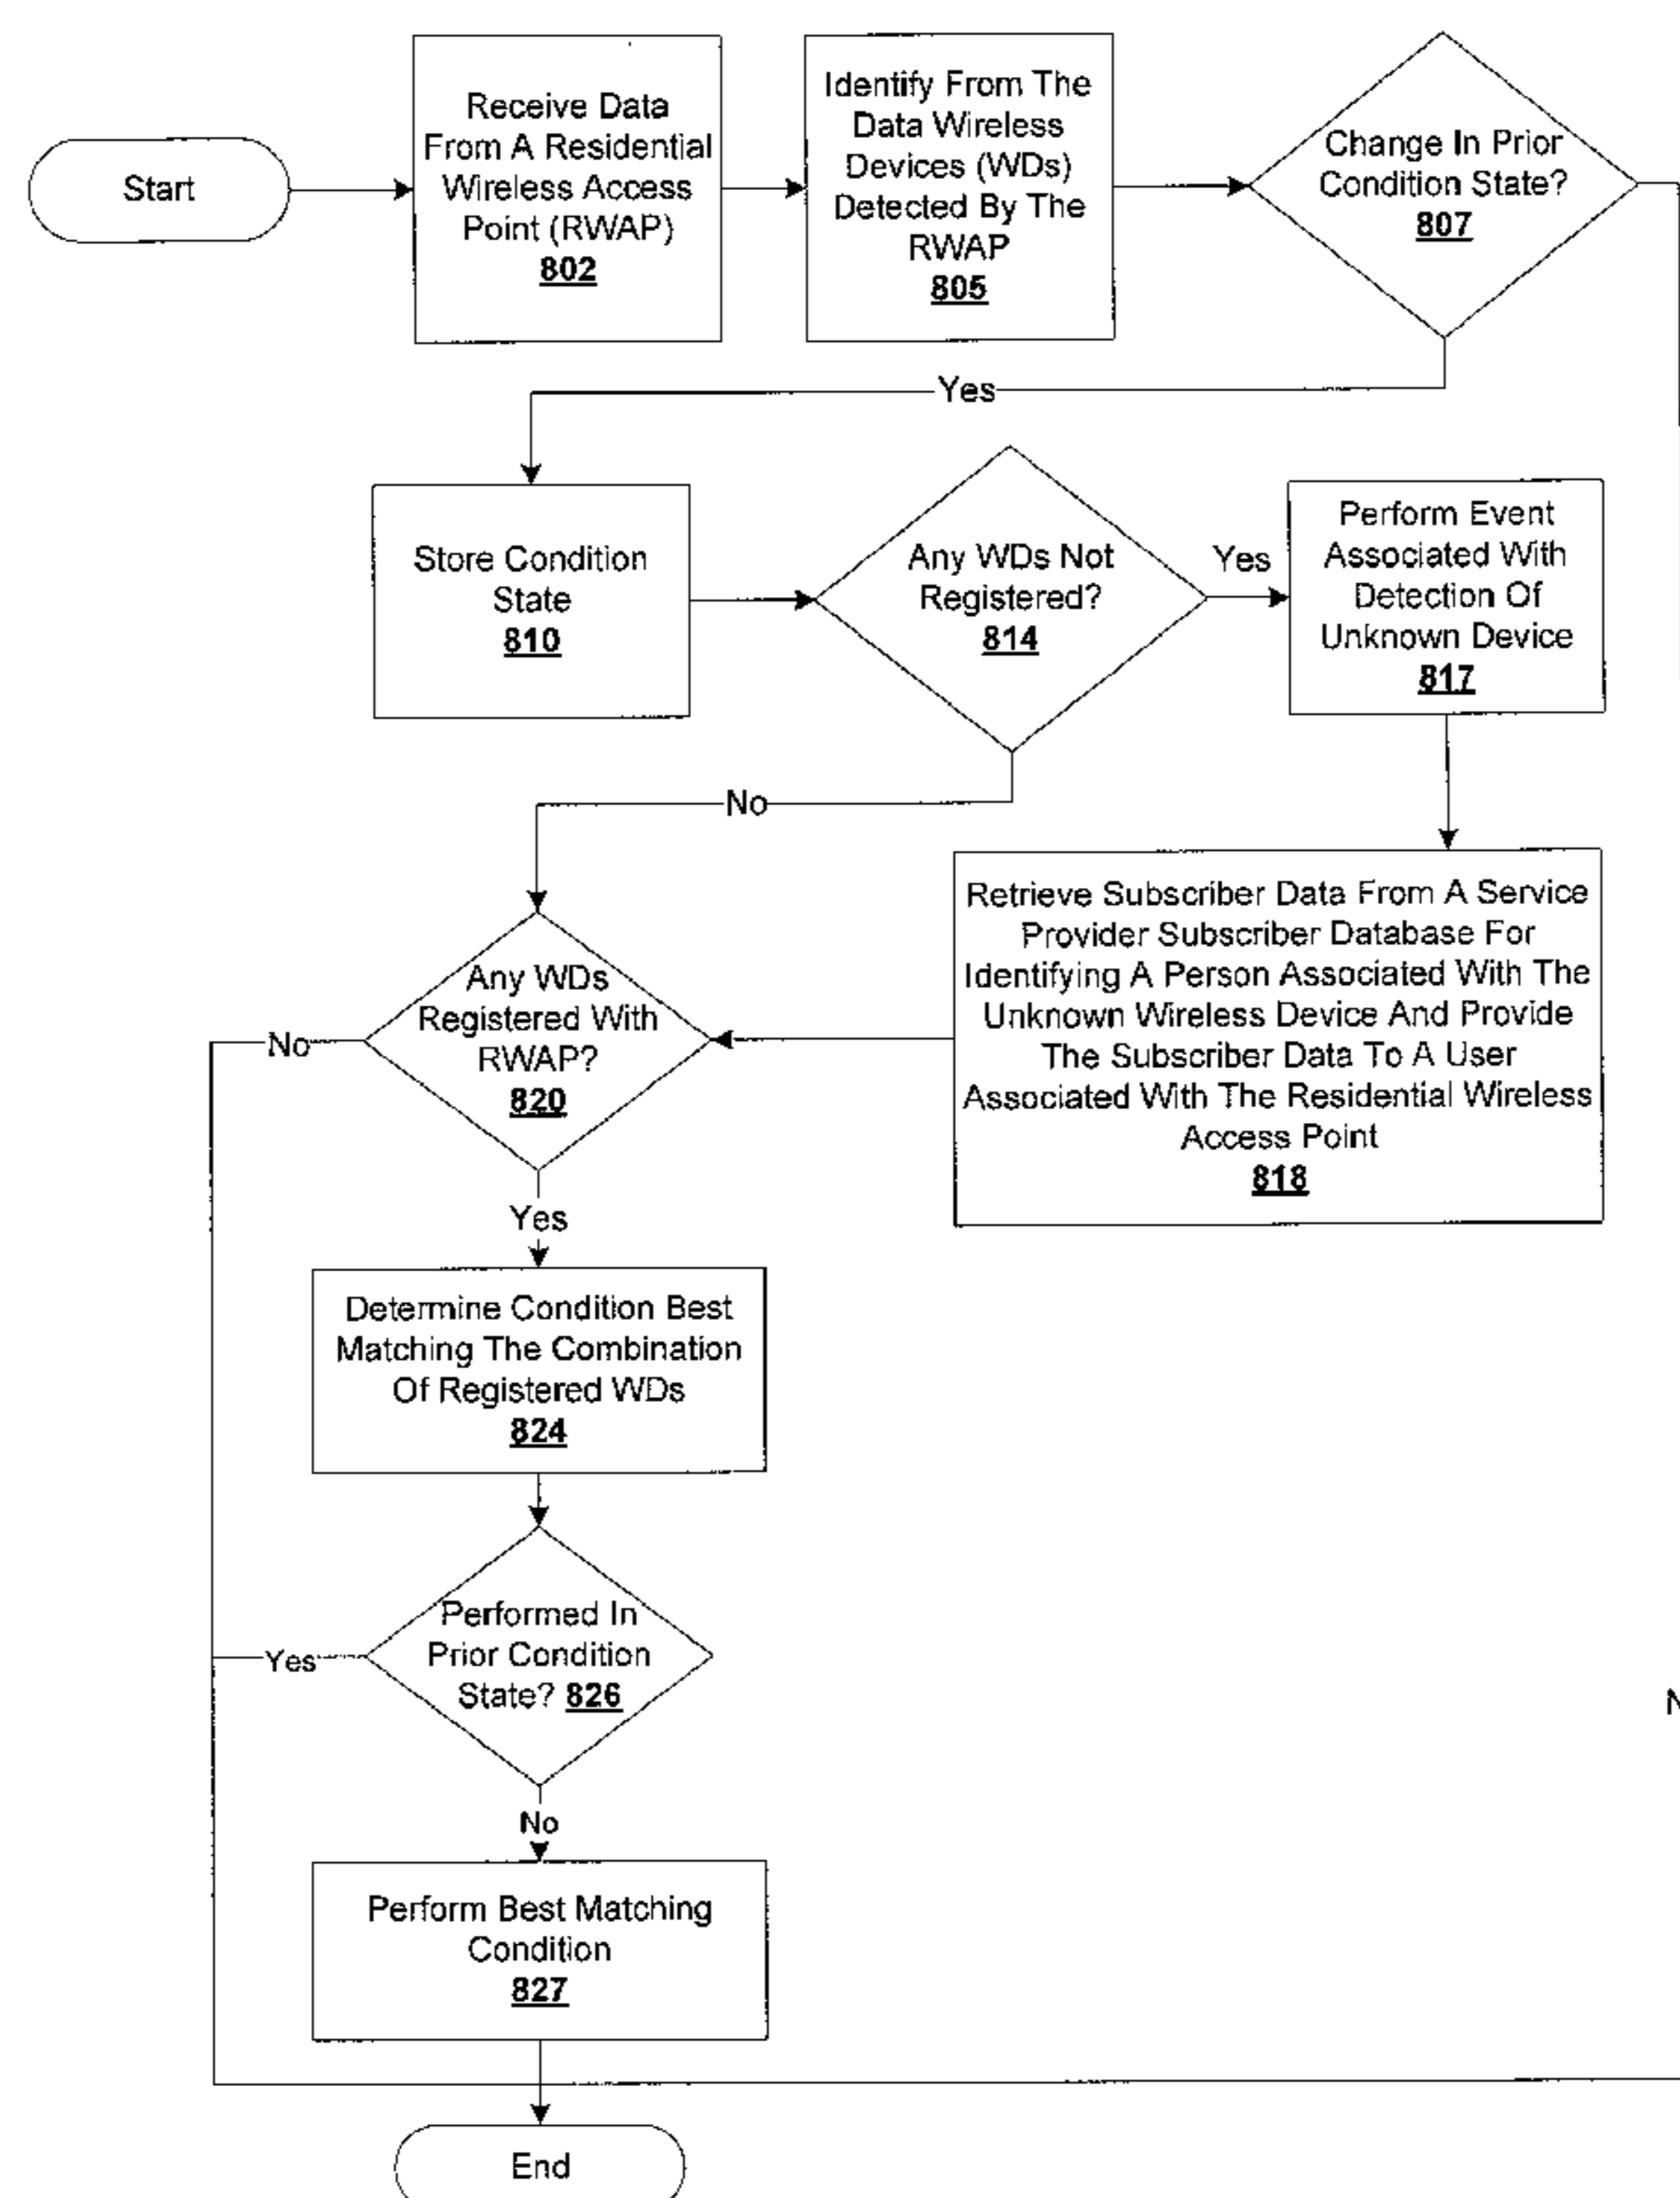 Start
Receive Data
From A Residential
Wireless Access
Point (RWAP)
802
Identify From The
Data Wireless
Devices (WDs)
Detected By The
RWAP
805
Change In Prior
Condition State?
807
Yes
Store Condition
State
810
Any WDs Not
Registered?
814
Yes
Perform Event
Associated With
Detection Of
Unknown Device
817
No
Retrieve Subscriber Data From A Service
Provider Subscriber Database For
Identifying A Person Associated With The
Unknown Wireless Device And Provide
The Subscriber Data To A User
Associated With The Residential Wireless
Access Point
818
Any WDs
Registered With
RWAP?
820
No
Yes
Determine Condition Best
Matching The Combination
Of Registered WDs
824
Performed In
Prior Condition
State? 826
Yes
No
Perform Best Matching
Condition
827
End